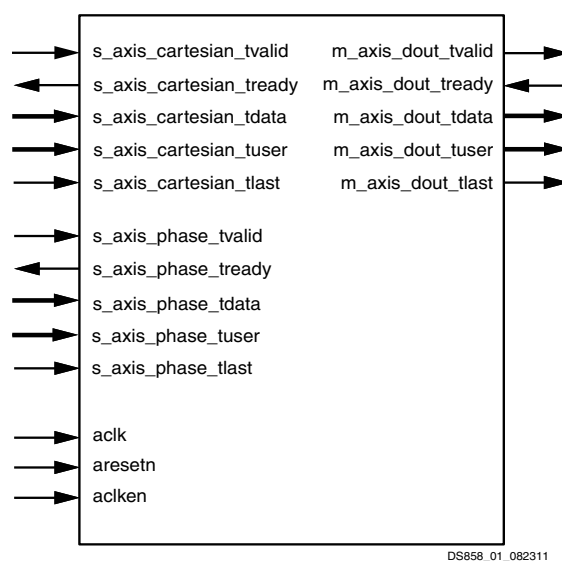 s_axis_cartesian_tvalid m_axis_dout_tvalid
s_axis_cartesian_tready m_axis_dout_tready
s_axis_cartesian_tdata m_axis_dout_tdata
s_axis_cartesian_tuser m_axis_dout_tuser
s_axis_cartesian_tlast m_axis_dout_tlast
s_axis_phase_tvalid
s_axis_phase_tready
s_axis_phase_tdata
s_axis_phase_tuser
s_axis_phase_tlast
aclk
aresetn
aclken
DS858_01_082311